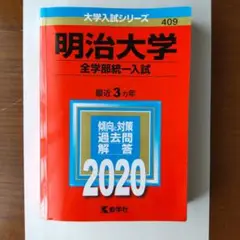 大学入試シリーズ
409
明治大学
全学部統一入試
最近3カ年
傾向と対策
過去問
解答
2020
教学社